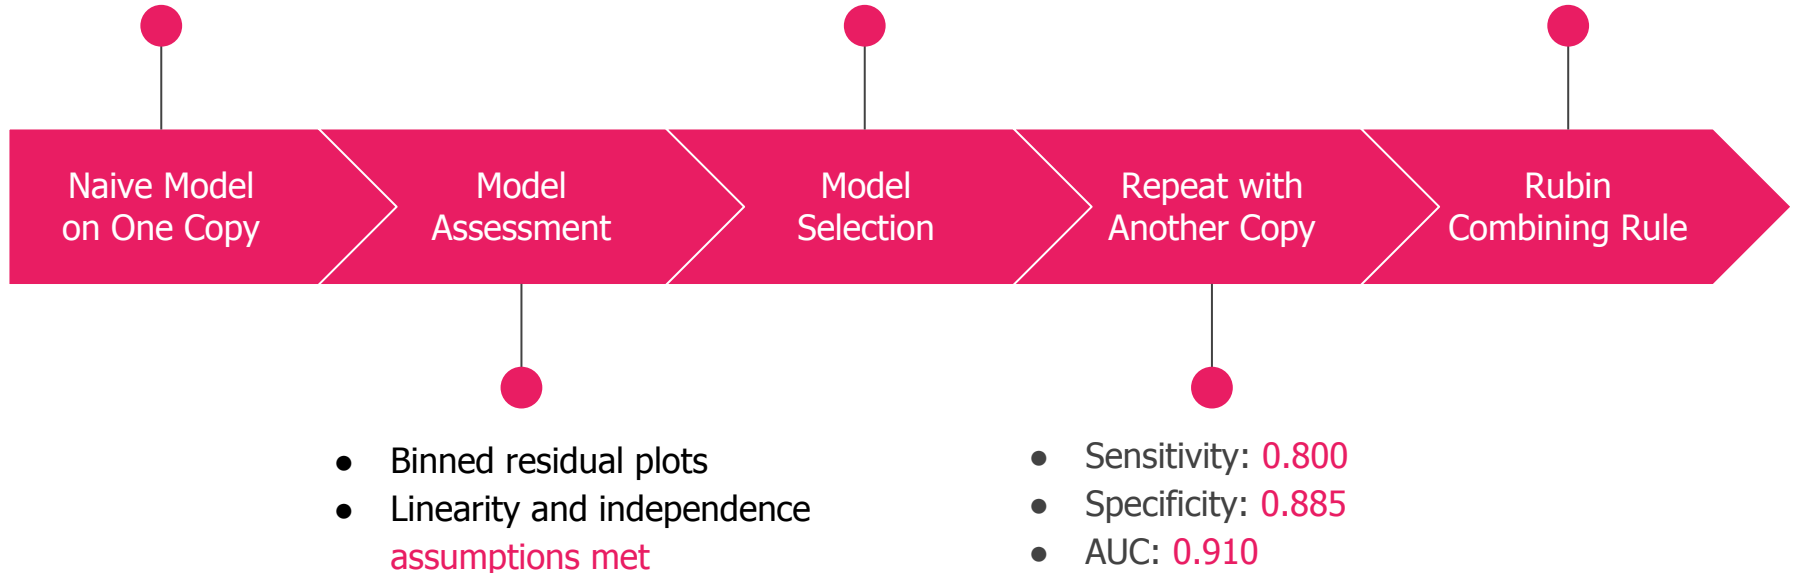 Naive Model
on One Copy
Model
Assessment
Model
Selection
Repeat with
Another Copy
Rubin
Combining Rule
● Binned residual plots
● Linearity and independence
assumptions met
● Sensitivity: 0.800
● Specificity: 0.885
● AUC: 0.910